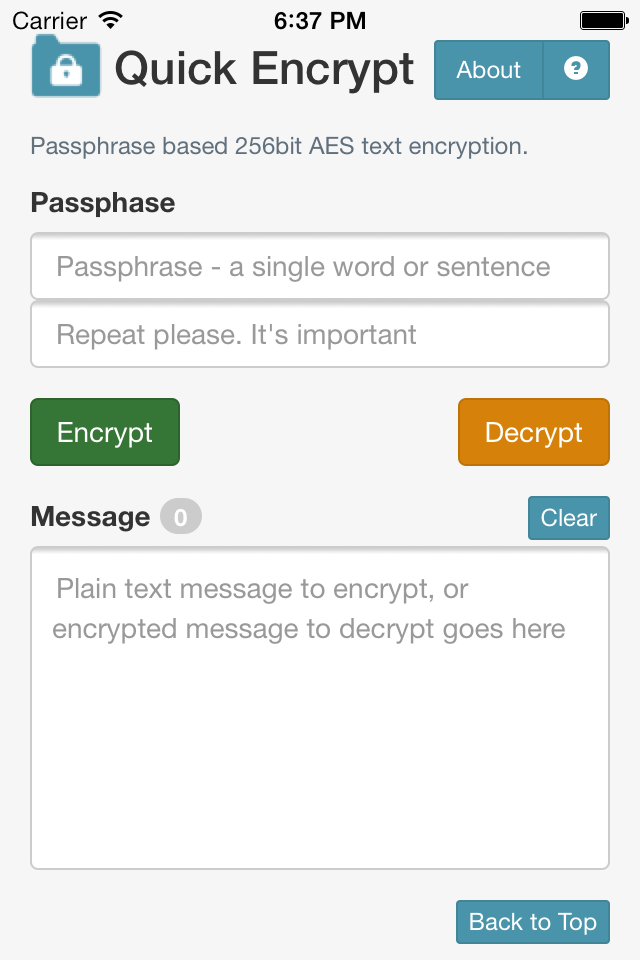 Carrier 6:37 PM
Quick Encrypt About ?
Passphrase based 256bit AES text encryption.
Passphase
Passphrase - a single word or sentence
Repeat please. It's important
Encrypt Decrypt
Message 0 Clear
Plain text message to encrypt, or
encrypted message to decrypt goes here
Back to Top